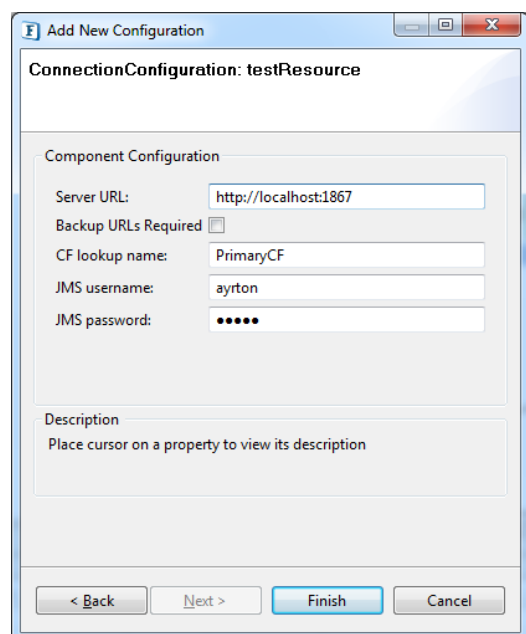 Add New Configuration
ConnectionConfiguration: testResource
Component Configuration
Server URL: http://localhost:1867
Backup URLs Required
CF lookup name: PrimaryCF
JMS username: ayrton
JMS password: ●●●●●
Description
Place cursor on a property to view its description
< Back Next > Finish Cancel